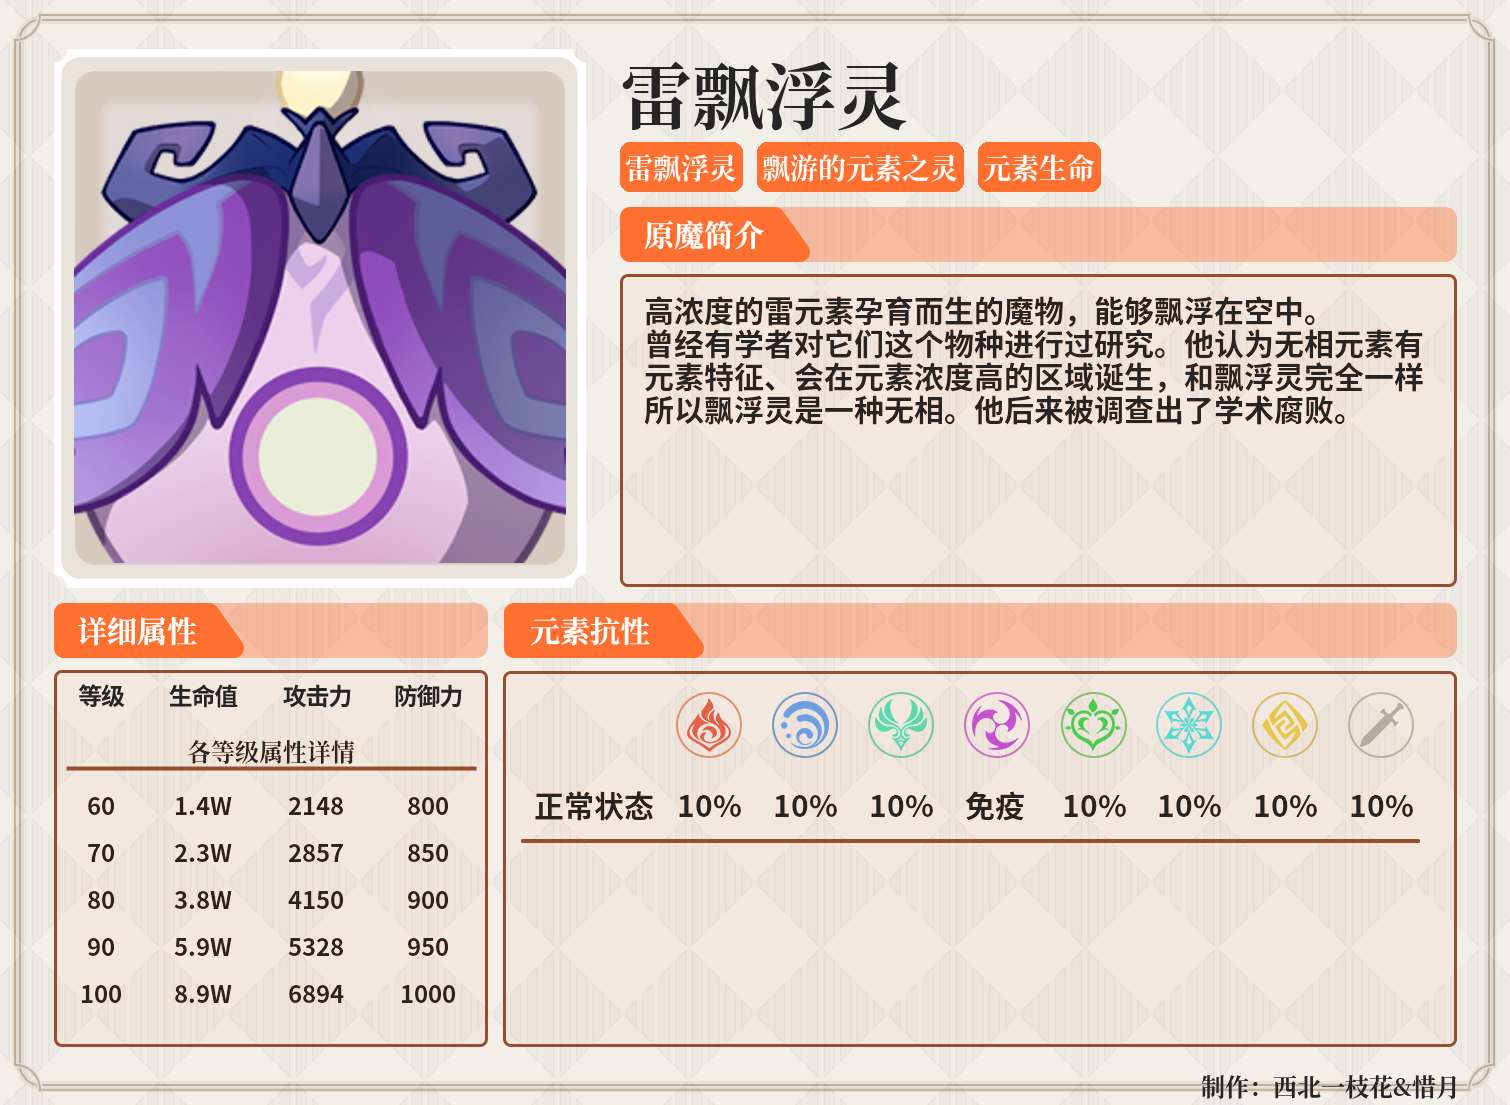 雷飘浮灵
雷飘浮灵 飘游的元素之灵 元素生命
原魔简介
高浓度的雷元素孕育而生的魔物，能够飘浮在空中。
曾经有学者对它们这个物种进行过研究。他认为无相元素有
元素特征、会在元素浓度高的区域诞生，和飘浮灵完全一样
所以飘浮灵是一种无相。他后来被调查出了学术腐败。
详细属性
等级 生命值 攻击力 防御力
各等级属性详情
60 1.4W 2148 800
70 2.3W 2857 850
80 3.8W 4150 900
90 5.9W 5328 950
100 8.9W 6894 1000
元素抗性
正常状态 10% 10% 10% 免疫 10% 10% 10% 10%
制作：西北一枝花&惜月